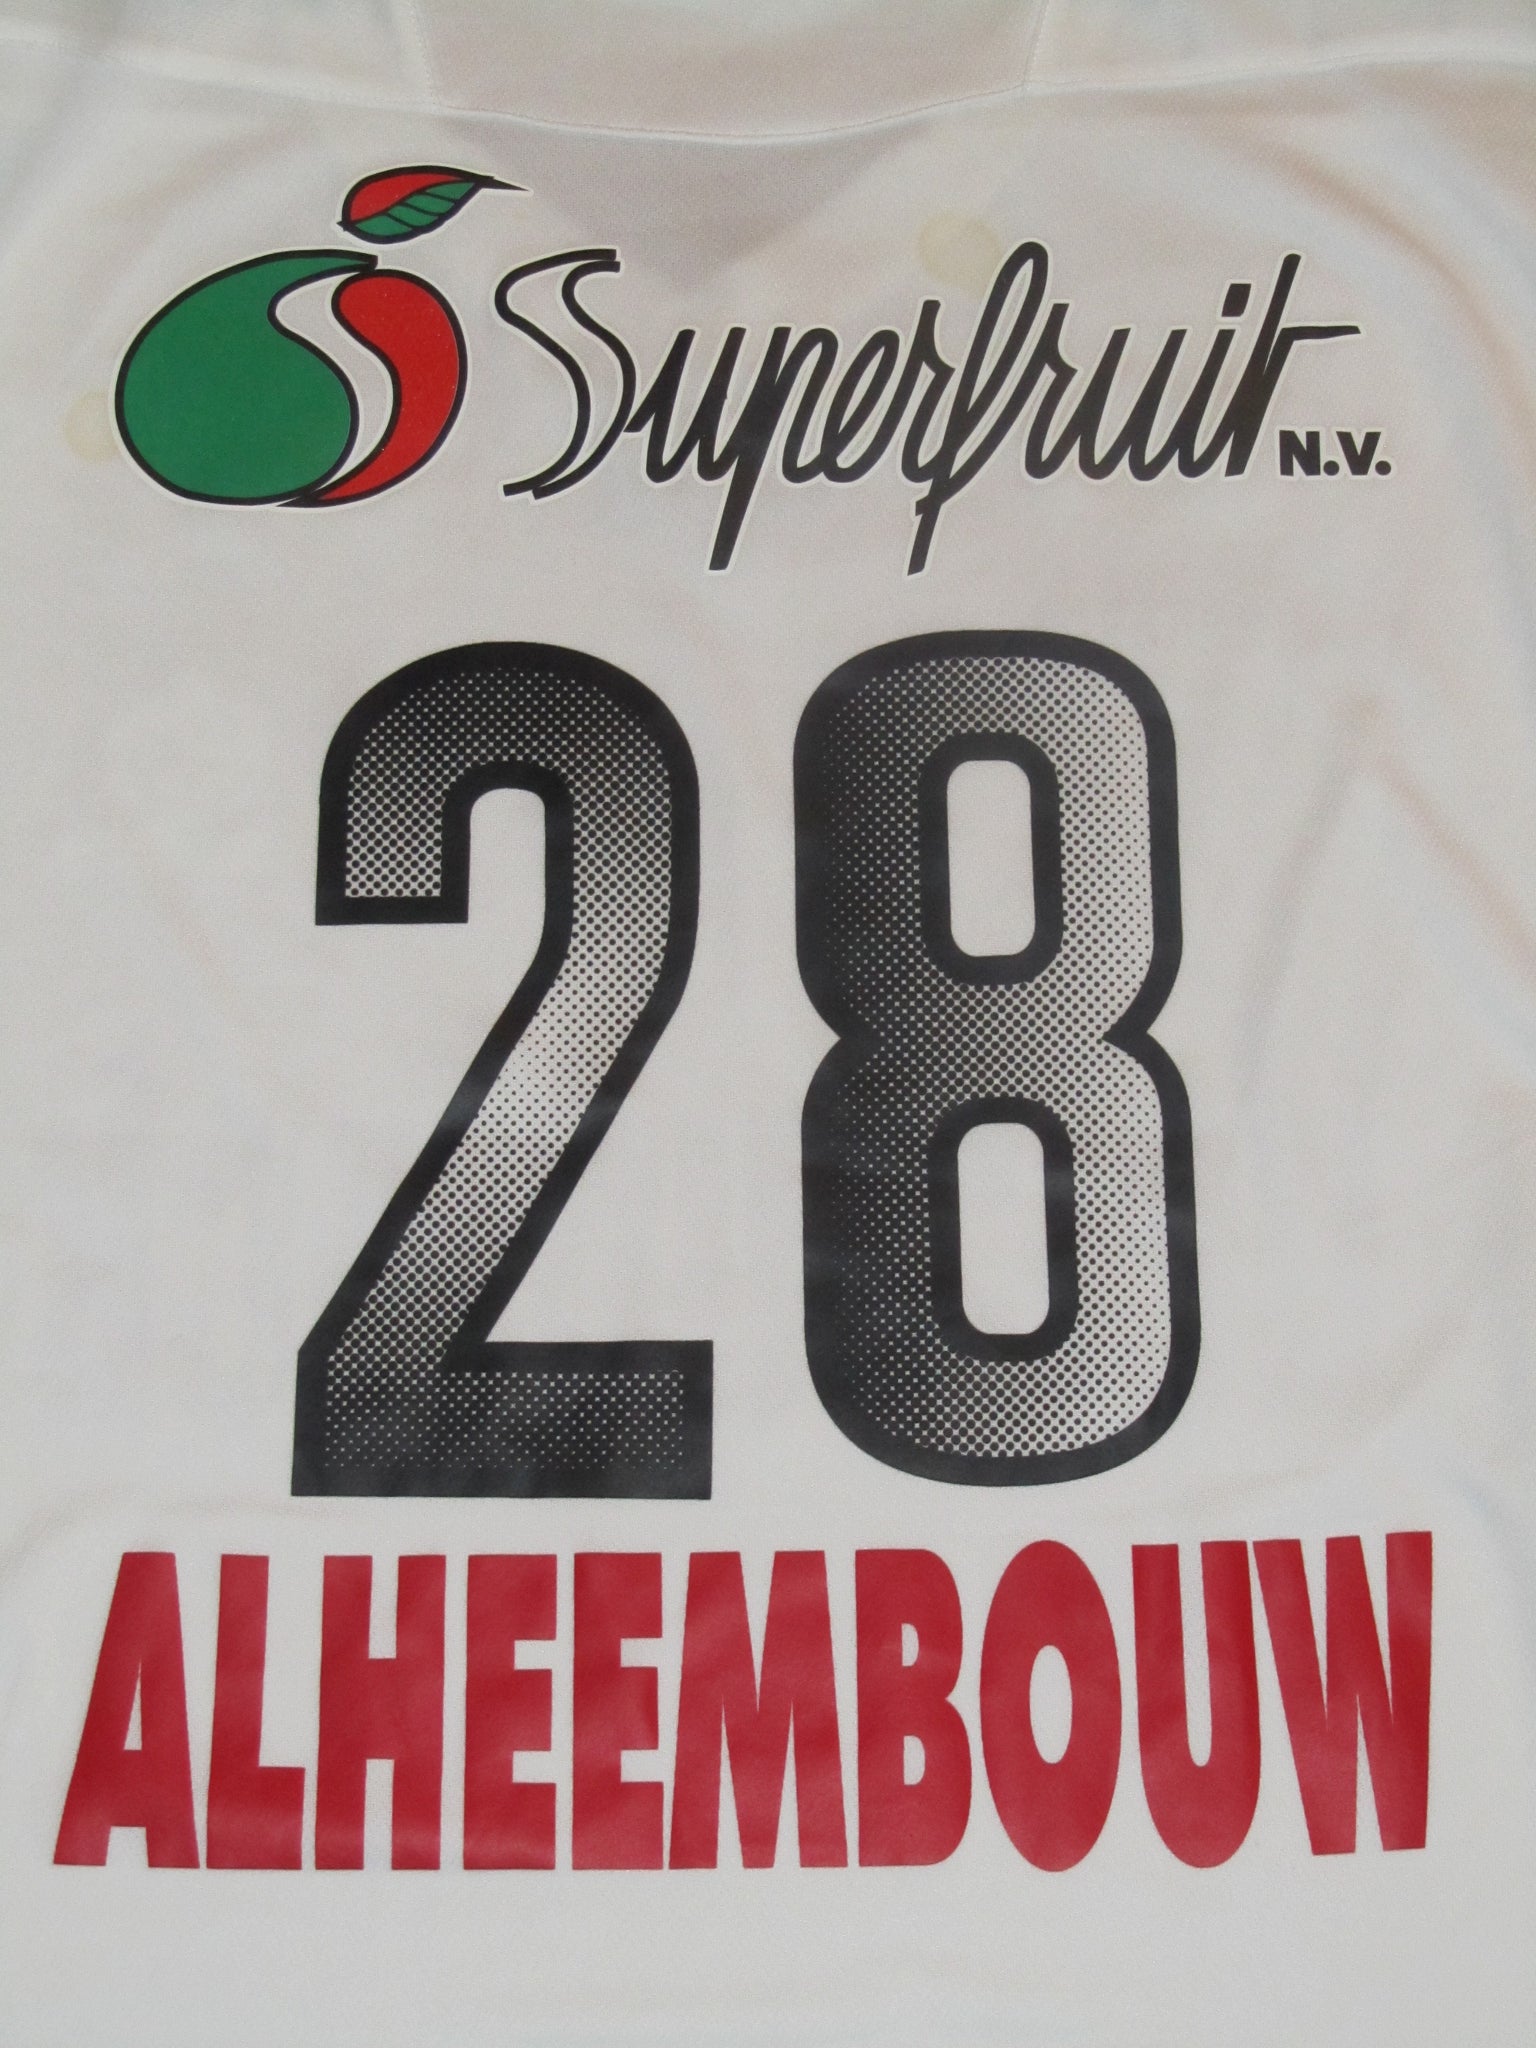 Superfruit N.V.
28
ALHEEMBOUW